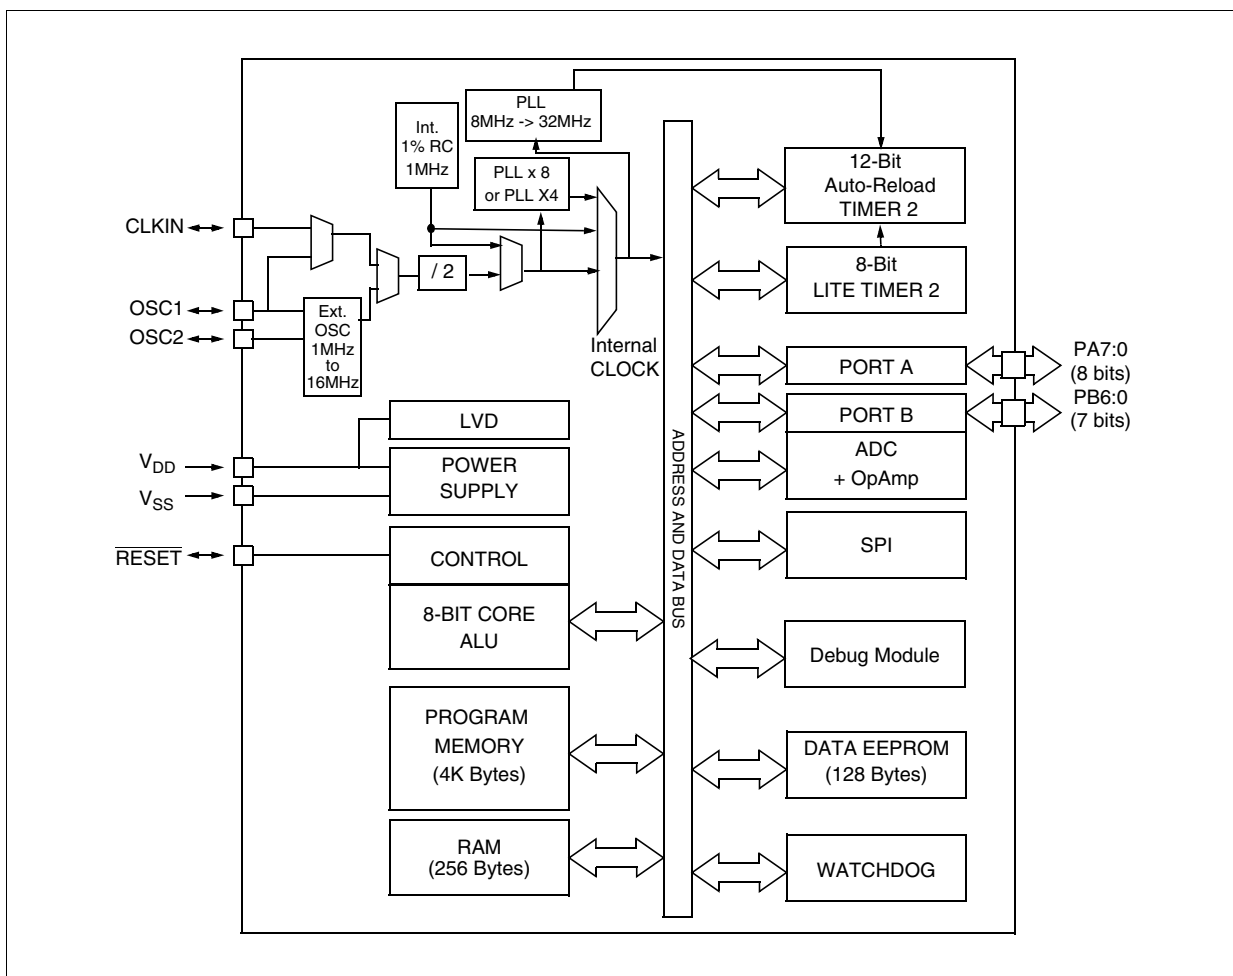 PLL
8MHz -> 32MHz
Int.
1% RC
1MHz
PLL x 8
or PLL X4
12-Bit
Auto-Reload
TIMER 2
CLKIN
/ 2
8-Bit
LITE TIMER 2
OSC1
OSC2
Ext.
OSC
1MHz
to
16MHz
Internal
CLOCK
PORT A
PA7:0
(8 bits)
PORT B
PB6:0
(7 bits)
LVD
ADC
+ OpAmp
VDD
POWER
SUPPLY
VSS
ADDRESS AND DATA BUS
SPI
RESET
CONTROL
8-BIT CORE
ALU
Debug Module
PROGRAM
MEMORY
(4K Bytes)
DATA EEPROM
(128 Bytes)
RAM
(256 Bytes)
WATCHDOG